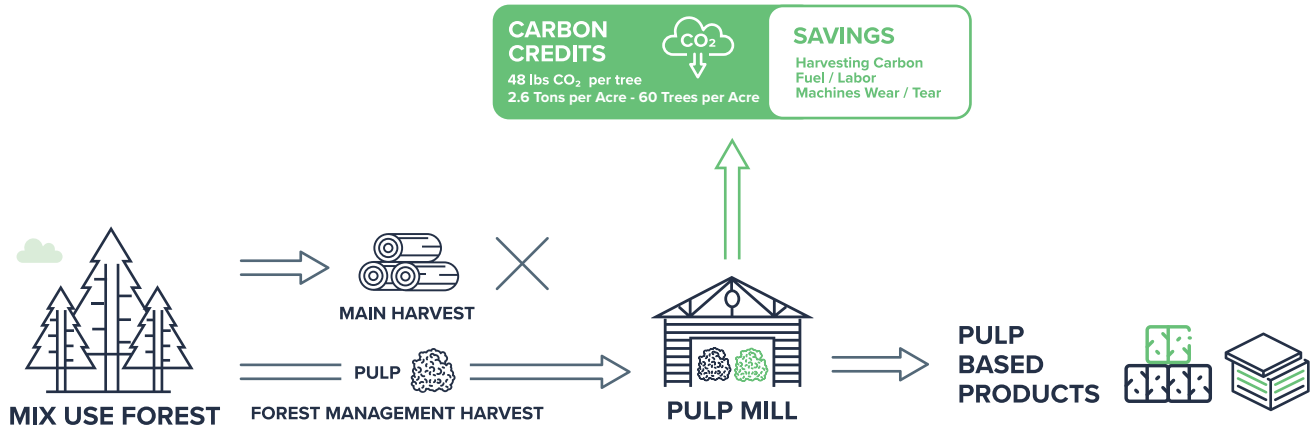 CARBON
CREDITS
48 lbs CO₂ per tree
2.6 Tons per Acre - 60 Trees per Acre
CO₂
SAVINGS
Harvesting Carbon
Fuel / Labor
Machines Wear / Tear
MAIN HARVEST
PULP
MIX USE FOREST
FOREST MANAGEMENT HARVEST
PULP MILL
PULP
BASED
PRODUCTS